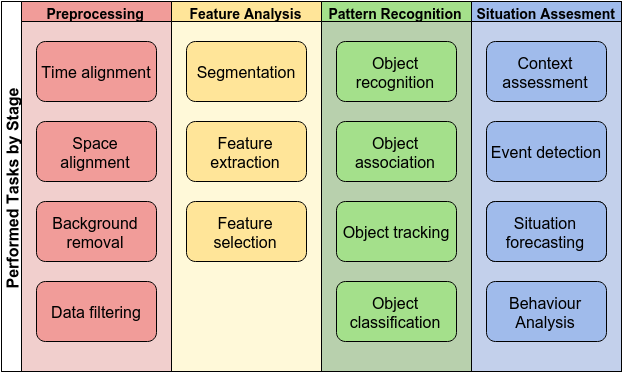 Preprocessing
Feature Analysis
Pattern Recognition
Situation Assesment
Performed Tasks by Stage
Time alignment
Space
alignment
Background
removal
Data filtering
Segmentation
Feature
extraction
Feature
selection
Object
recognition
Object
association
Object tracking
Object
classification
Context
assessment
Event detection
Situation
forecasting
Behaviour
Analysis